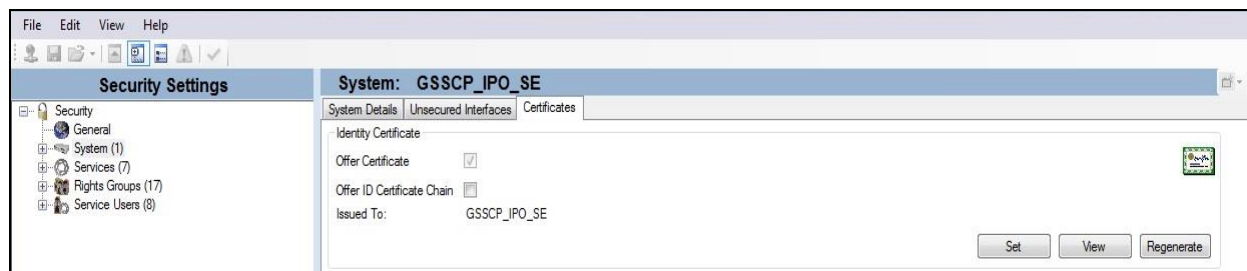 File Edit View Help
Security Settings
System: GSSCP_IPO_SE
Security
General
System (1)
Services (7)
Rights Groups (17)
Service Users (8)
System Details Unsecured Interfaces Certificates
Identity Certificate
Offer Certificate
Offer ID Certificate Chain
Issued To: GSSCP_IPO_SE
Set View Regenerate